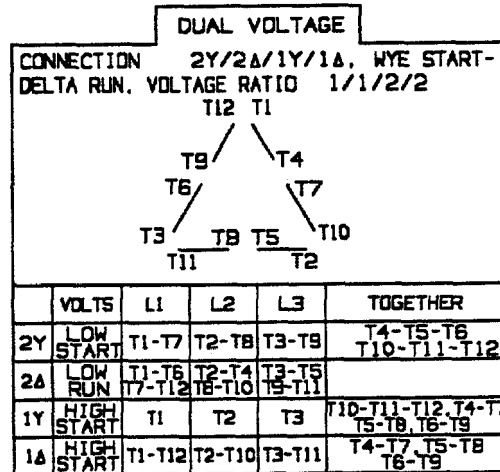 DUAL VOLTAGE
CONNECTION 2Y/2Δ/1Y/1Δ, WYE START-
DELTA RUN. VOLTAGE RATIO 1/1/2/2
T12 T1
T9 T4
T6 T7
T3 T8 T5 T10
T11 T2
VOLTS L1 L2 L3 TOGETHER
2Y LOW START T1-T7 T2-T8 T3-T9 T4-T5-T6 T10-T11-T12
2Δ LOW RUN T1-T6 T7-T12 T2-T4 T8-T10 T3-T5 T9-T11
1Y HIGH START T1 T2 T3 T10-T11-T12, T4-T7 T5-T8, T6-T9
1Δ HIGH START T1-T12 T2-T10 T3-T11 T4-T7, T5-T8 T6-T9